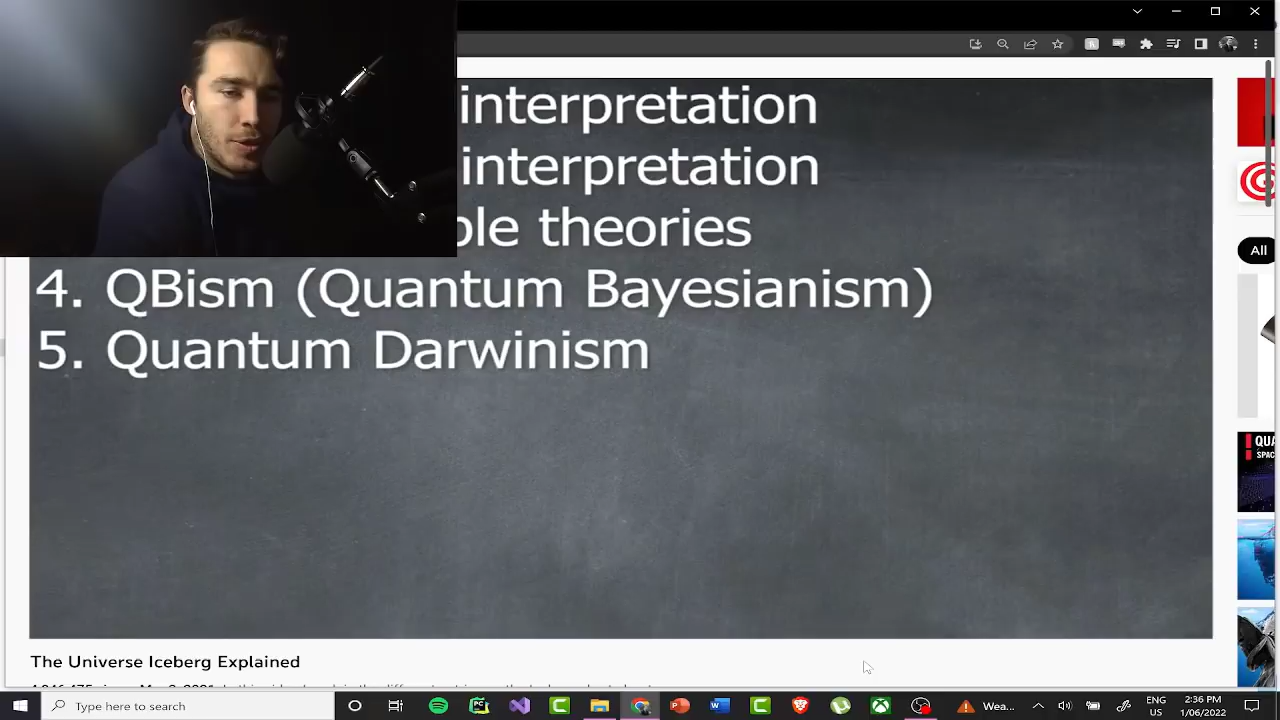 interpretation
interpretation
theories
4. QBism (Quantum Bayesianism)
5. Quantum Darwinism
All
The Universe Iceberg Explained
Type here to search
Wea...
ENG
US
2:36 PM
1/06/2022